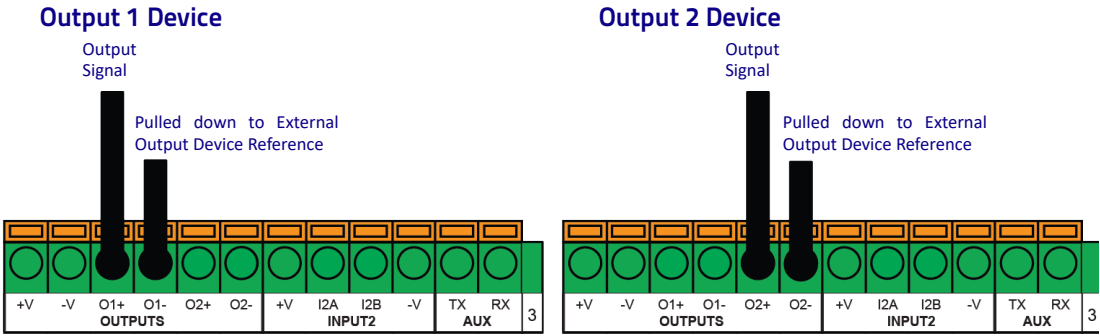 Output 1 Device
Output
Signal
Pulled down to External
Output Device Reference
+V -V O1+ O1- O2+ O2- +V I2A I2B -V TX RX 3
OUTPUTS INPUT2 AUX
Output 2 Device
Output
Signal
Pulled down to External
Output Device Reference
+V -V O1+ O1- O2+ O2- +V I2A I2B -V TX RX 3
OUTPUTS INPUT2 AUX